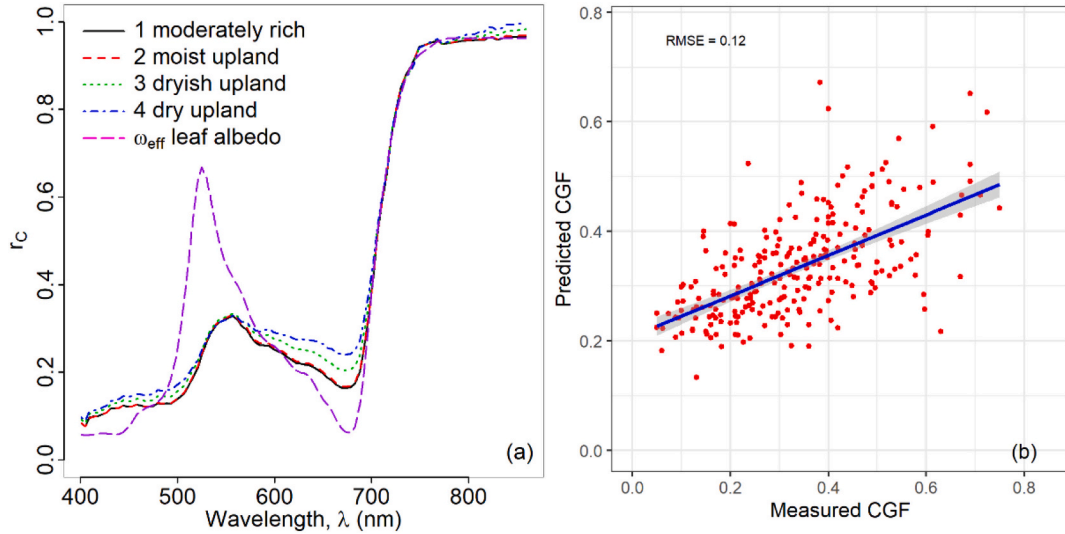 1 moderately rich
2 moist upland
3 dryish upland
4 dry upland
ωeff leaf albedo
1.0
0.8
0.6
0.4
0.2
0.0
rC
400
500
600
700
800
Wavelength, λ (nm)
(a)
RMSE = 0.12
0.8
0.6
0.4
0.2
0.0
Predicted CGF
0.0
0.2
0.4
0.6
0.8
Measured CGF
(b)